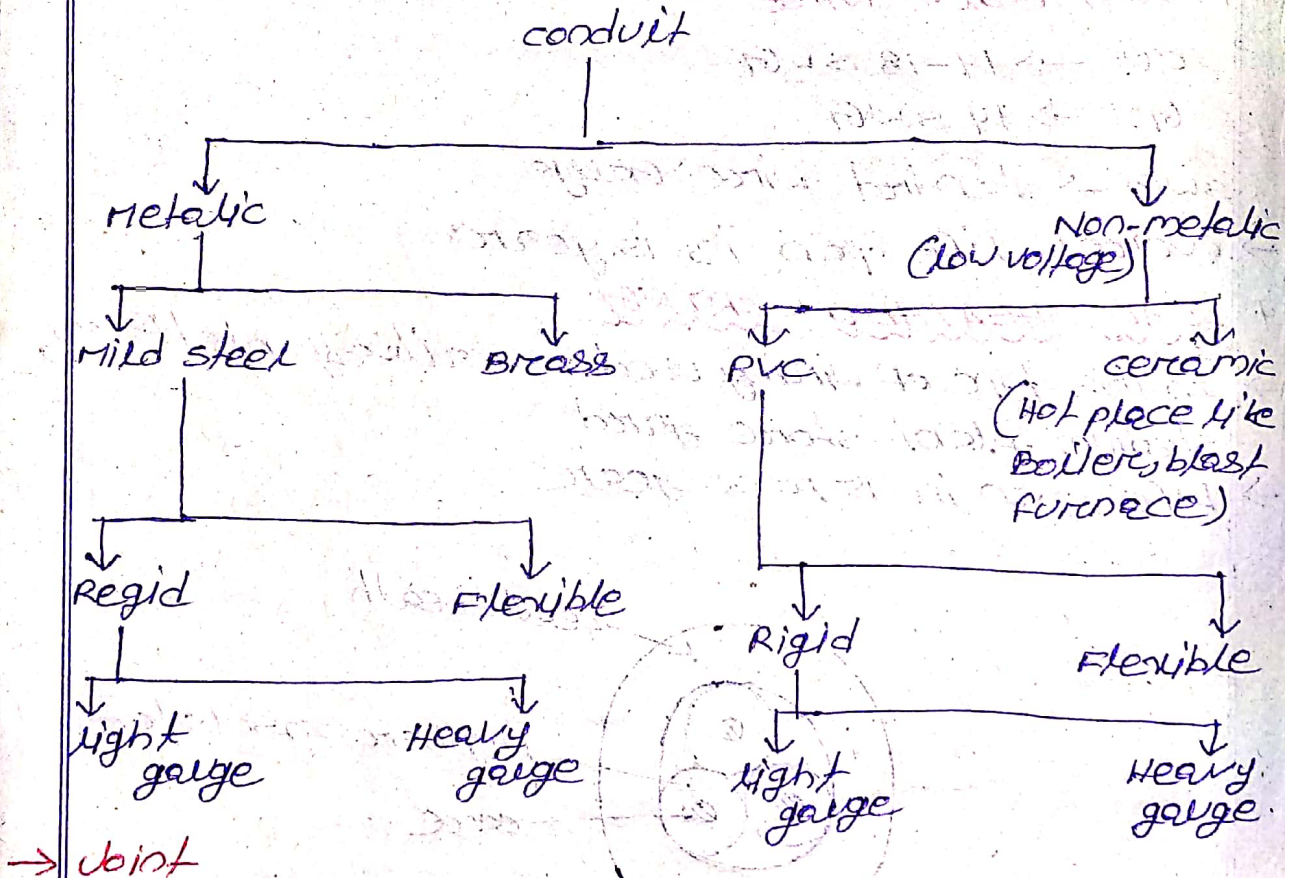 conduit
Metalic
Non-metalic
(low voltage)
Mild steel
Brass
PVC
ceramic
(Hot place like
Boiler, blast
furnace)
Regid
Flexible
Rigid
Flexible
light
gauge
Heavy
gauge
light
gauge
Heavy
gauge.
→ Joint